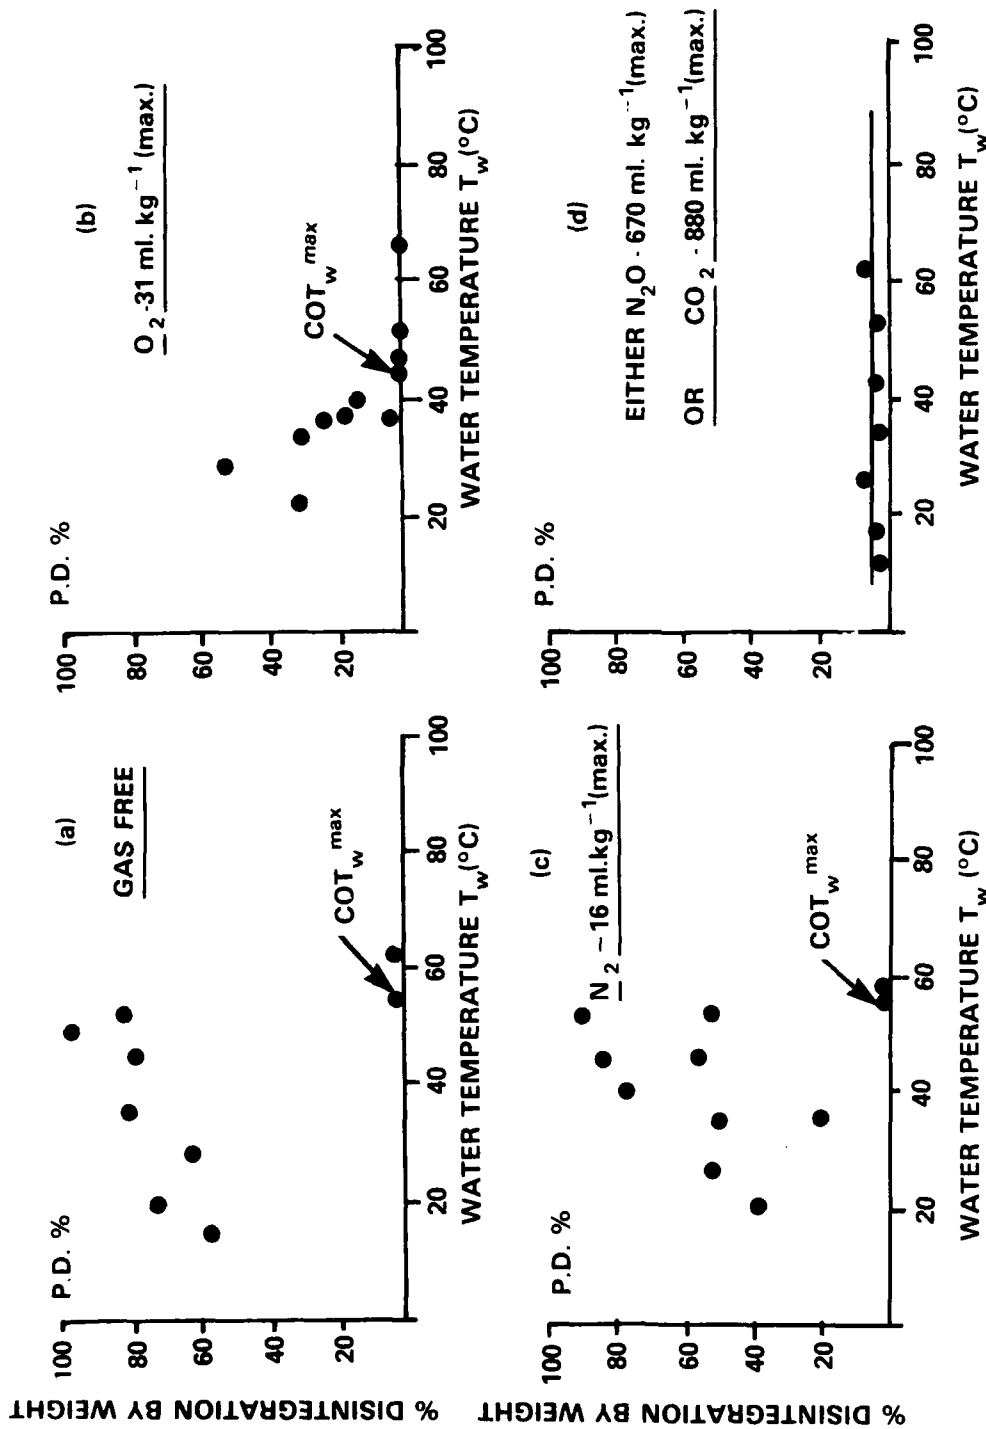 (a)
GAS FREE
P.D. %
100
80
60
40
20
20
40
60
80
100
COT_w^max
WATER TEMPERATURE T_w (°C)
% DISINTEGRATION BY WEIGHT
(b)
O_2 -31 ml. kg^-1 (max.)
P.D. %
100
80
60
40
20
20
40
60
80
100
COT_w^max
WATER TEMPERATURE T_w (°C)
(c)
N_2 ~ 16 ml.kg^-1 (max.)
P.D. %
100
80
60
40
20
20
40
60
80
100
COT_w^max
WATER TEMPERATURE T_w (°C)
% DISINTEGRATION BY WEIGHT
(d)
EITHER N_2O - 670 ml. kg^-1 (max.)
OR CO_2 - 880 ml. kg^-1 (max.)
P.D. %
100
80
60
40
20
20
40
60
80
100
WATER TEMPERATURE T_w (°C)